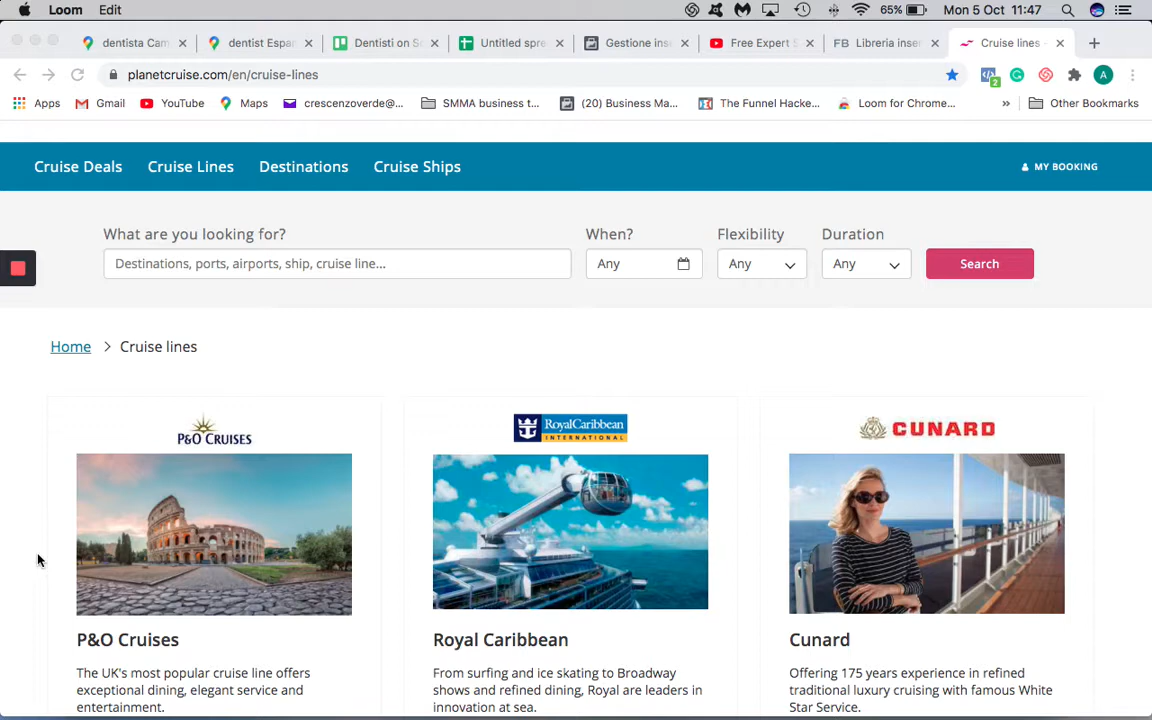 Loom Edit 65% Mon 5 Oct 11:47
dentista Cam dentist Espa Dentisti on S Untitled spre Gestione inse Free Expert S FB Libreria inser Cruise lines -
planetcruise.com/en/cruise-lines 2 A
Apps Gmail YouTube Maps crescenzoverde@... SMMA business t... (20) Business Ma... The Funnel Hacke... Loom for Chrome... » Other Bookmarks
Cruise Deals Cruise Lines Destinations Cruise Ships MY BOOKING
What are you looking for? When? Flexibility Duration
Destinations, ports, airports, ship, cruise line... Any Any Any Search
Home > Cruise lines
P&O CRUISES
RoyalCaribbean
INTERNATIONAL
CUNARD
P&O Cruises
The UK's most popular cruise line offers
exceptional dining, elegant service and
entertainment.
Royal Caribbean
From surfing and ice skating to Broadway
shows and refined dining, Royal are leaders in
innovation at sea.
Cunard
Offering 175 years experience in refined
traditional luxury cruising with famous White
Star Service.